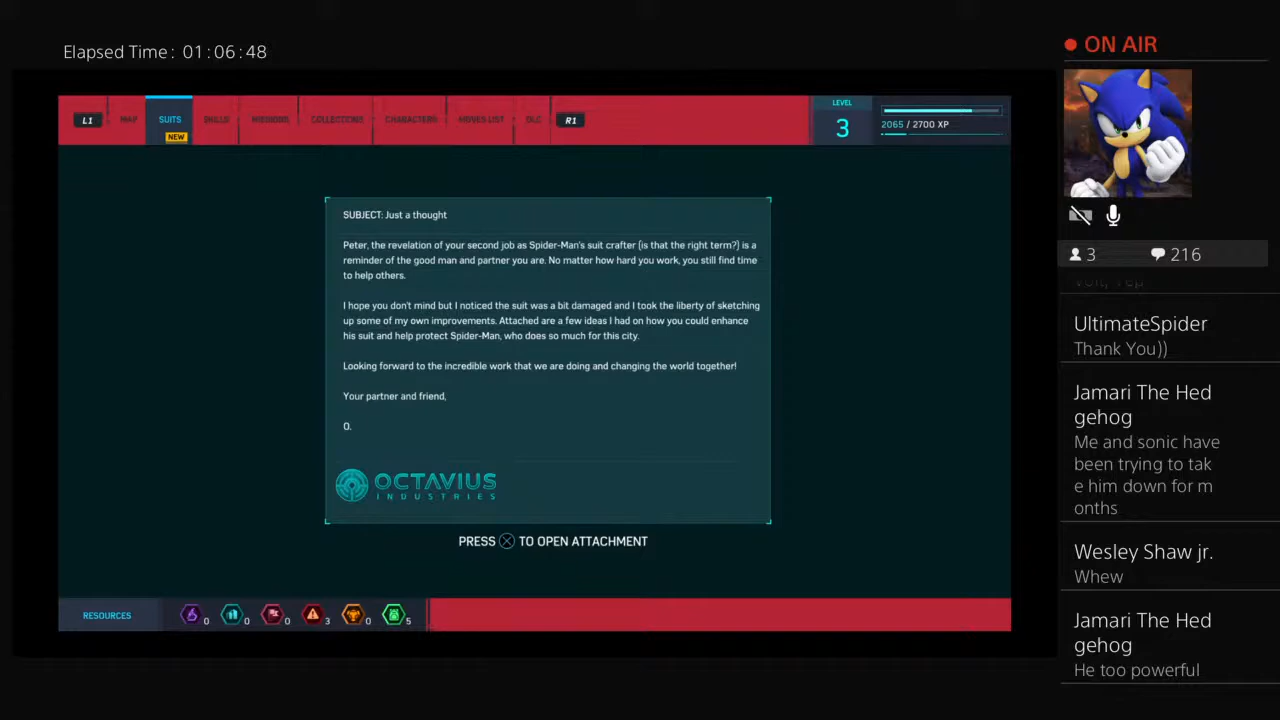 Elapsed Time: 01:06:48
ON AIR
L1
MAP
SUITS
NEW
SKILLS
MISSIONS
COLLECTIONS
CHARACTERS
MOVES LIST
DLC
R1
LEVEL
3
2065 / 2700 XP
SUBJECT: Just a thought
Peter, the revelation of your second job as Spider-Man's suit crafter (is that the right term?) is a
reminder of the good man and partner you are. No matter how hard you work, you still find time
to help others.
I hope you don't mind but I noticed the suit was a bit damaged and I took the liberty of sketching
up some of my own improvements. Attached are a few ideas I had on how you could enhance
his suit and help protect Spider-Man, who does so much for this city.
Looking forward to the incredible work that we are doing and changing the world together!
Your partner and friend,
O.
OCTAVIUS
INDUSTRIES
PRESS TO OPEN ATTACHMENT
RESOURCES
0
0
0
3
0
5
3
216
UltimateSpider
Thank You))
Jamari The Hed
gehog
Me and sonic have
been trying to tak
e him down for m
onths
Wesley Shaw jr.
Whew
Jamari The Hed
gehog
He too powerful